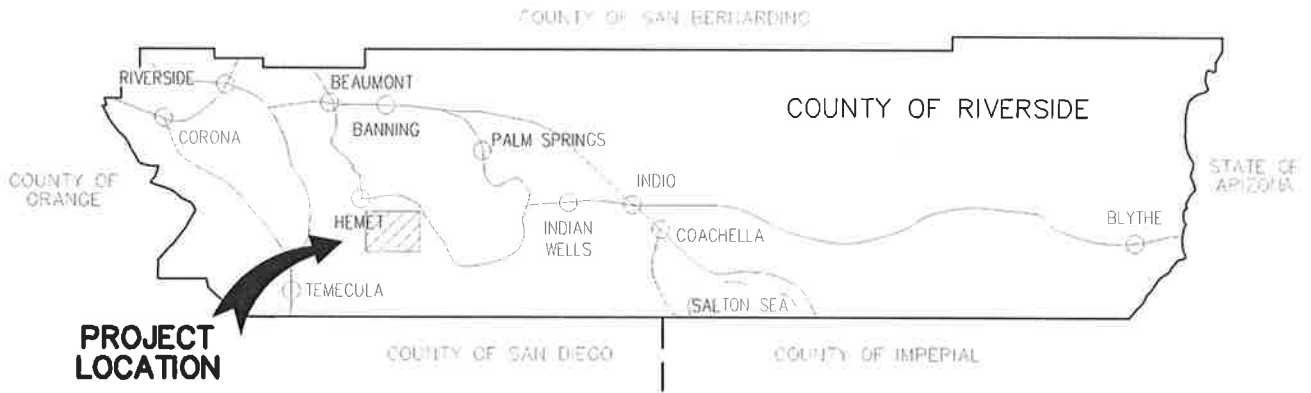 COUNTY OF SAN BERNARDINO
RIVERSIDE
BEAUMONT
COUNTY OF RIVERSIDE
CORONA
BANNING
PALM SPRINGS
COUNTY OF
ORANGE
INDIO
STATE OF
ARIZONA
HEMET
INDIAN
WELLS
COACHELLA
BLYTHE
TEMECULA
(SALTON SEA
PROJECT
LOCATION
COUNTY OF SAN DIEGO
COUNTY OF IMPERIAL